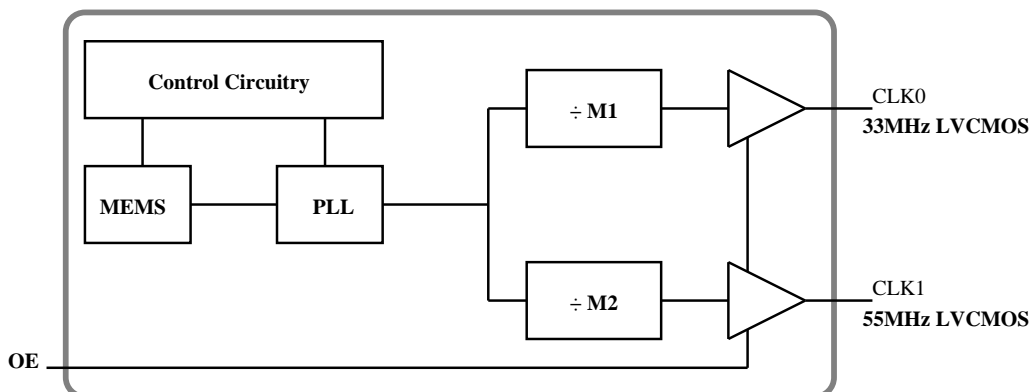 Control Circuitry
MEMS
PLL
÷ M1
÷ M2
CLK0
33MHz LVCMOS
CLK1
55MHz LVCMOS
OE